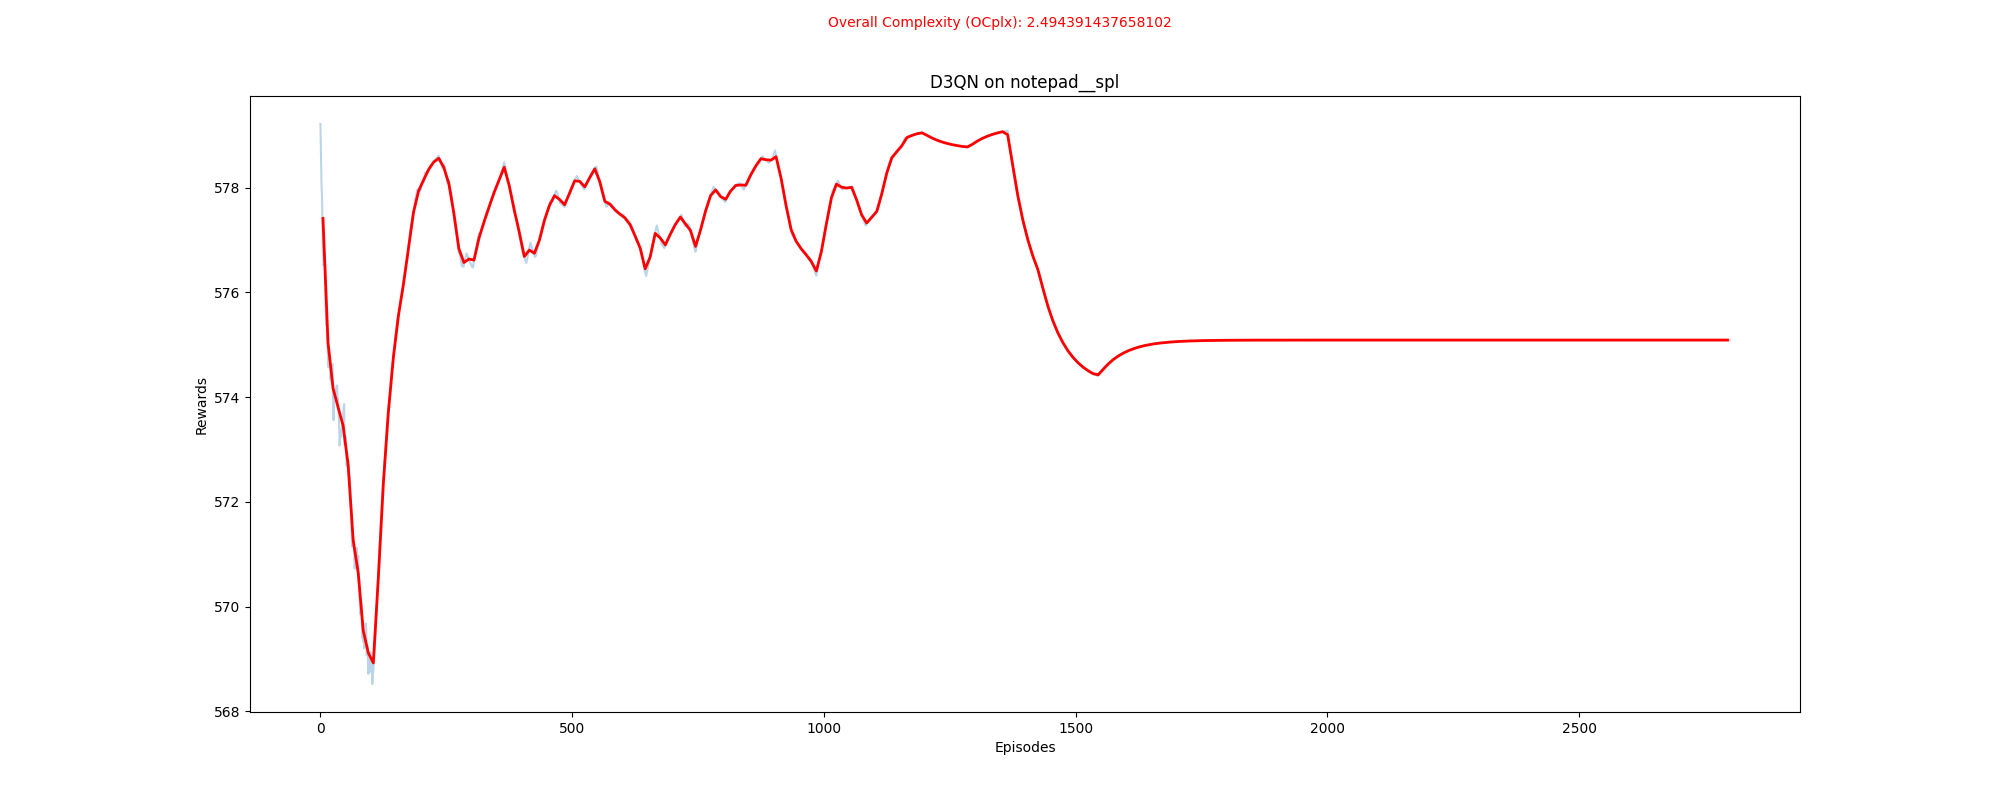 Overall Complexity (OCplx): 2.494391437658102
D3QN on notepad__spl
Rewards
578
576
574
572
570
568
0 500 1000 1500 2000 2500
Episodes